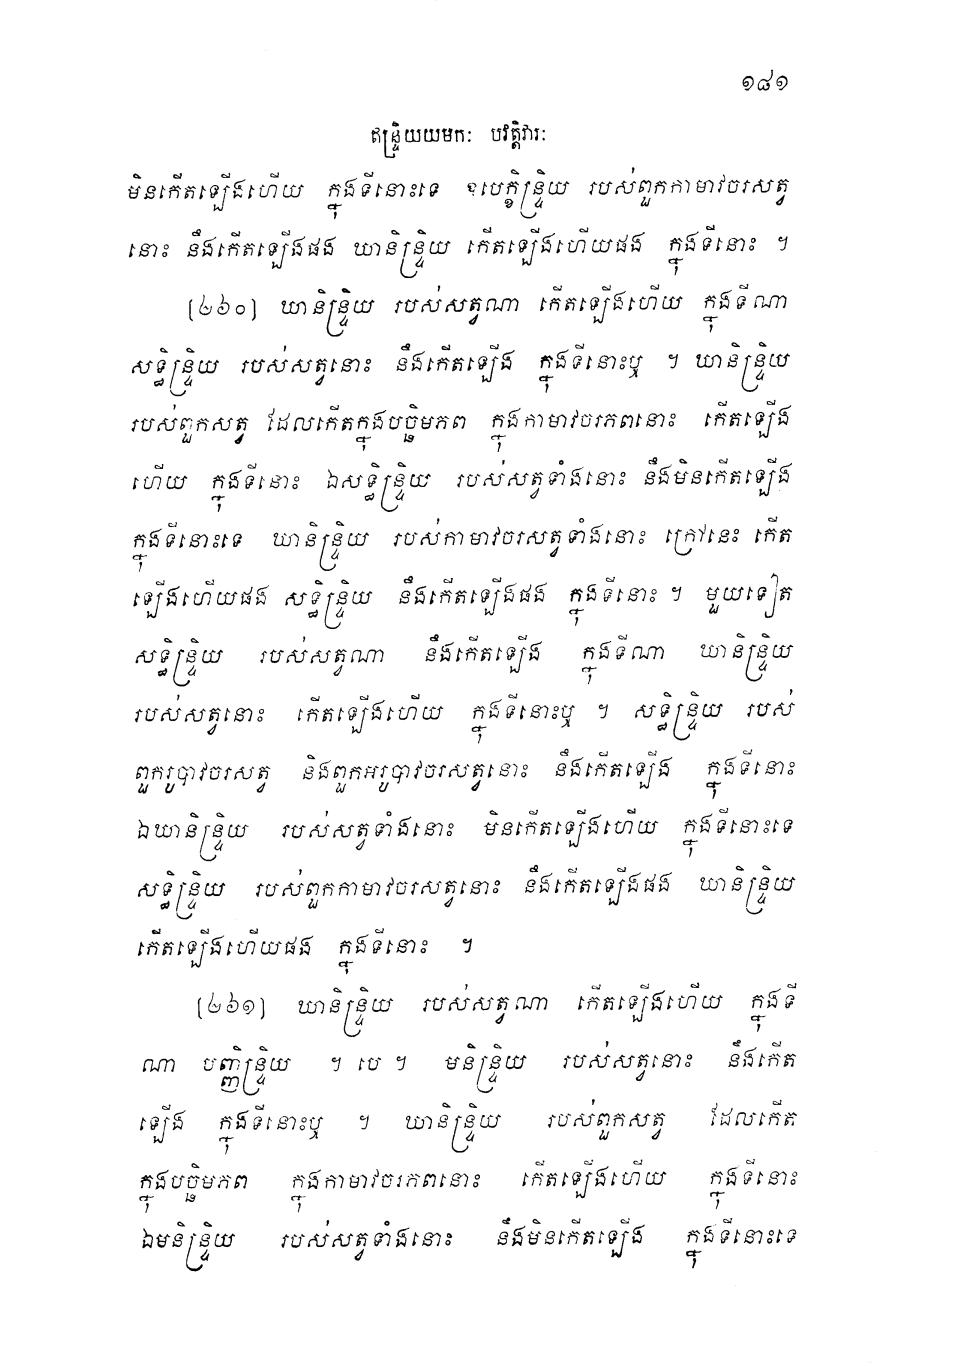 ១៨១
ឥន្ទ្រិយយមកៈ បវត្តិវារៈ
មិនកើតឡើងហើយ ក្នុងទីនោះទេ ឧបេក្ខិន្ទ្រិយ របស់ពួកកាមាវចរសត្វ
នោះ នឹងកើតឡើងផង ឃានិន្ទ្រិយ កើតឡើងហើយផង ក្នុងទីនោះ ។
[៤៦០] ឃានិន្ទ្រិយ របស់សត្វណា កើតឡើងហើយ ក្នុងទីណា
សទ្ធិន្ទ្រិយ របស់សត្វនោះ នឹងកើតឡើង ក្នុងទីនោះឬ ។ ឃានិន្ទ្រិយ
របស់ពួកសត្វ ដែលកើតក្នុងបច្ឆិមភព ក្នុងកាមាវចរភពនោះ កើតឡើង
ហើយ ក្នុងទីនោះ ឯសទ្ធិន្ទ្រិយ របស់សត្វទាំងនោះ នឹងមិនកើតឡើង
ក្នុងទីនោះទេ ឃានិន្ទ្រិយ របស់កាមាវចរសត្វទាំងនោះ ក្រៅនេះ កើត
ឡើងហើយផង សទ្ធិន្ទ្រិយ នឹងកើតឡើងផង ក្នុងទីនោះ ។ មួយទៀត
សទ្ធិន្ទ្រិយ របស់សត្វណា នឹងកើតឡើង ក្នុងទីណា ឃានិន្ទ្រិយ
របស់សត្វនោះ កើតឡើងហើយ ក្នុងទីនោះឬ ។ សទ្ធិន្ទ្រិយ របស់
ពួករូបាវចរសត្វ និងពួកអរូបាវចរសត្វនោះ នឹងកើតឡើង ក្នុងទីនោះ
ឯឃានិន្ទ្រិយ របស់សត្វទាំងនោះ មិនកើតឡើងហើយ ក្នុងទីនោះទេ
សទ្ធិន្ទ្រិយ របស់ពួកកាមាវចរសត្វនោះ នឹងកើតឡើងផង ឃានិន្ទ្រិយ
កើតឡើងហើយផង ក្នុងទីនោះ ។
[៤៦១] ឃានិន្ទ្រិយ របស់សត្វណា កើតឡើងហើយ ក្នុងទី
ណា បញ្ញិន្ទ្រិយ ។ បេ ។ មនិន្ទ្រិយ របស់សត្វនោះ នឹងកើត
ឡើង ក្នុងទីនោះឬ ។ ឃានិន្ទ្រិយ របស់ពួកសត្វ ដែលកើត
ក្នុងបច្ឆិមភព ក្នុងកាមាវចរភពនោះ កើតឡើងហើយ ក្នុងទីនោះ
ឯមនិន្ទ្រិយ របស់សត្វទាំងនោះ នឹងមិនកើតឡើង ក្នុងទីនោះទេ